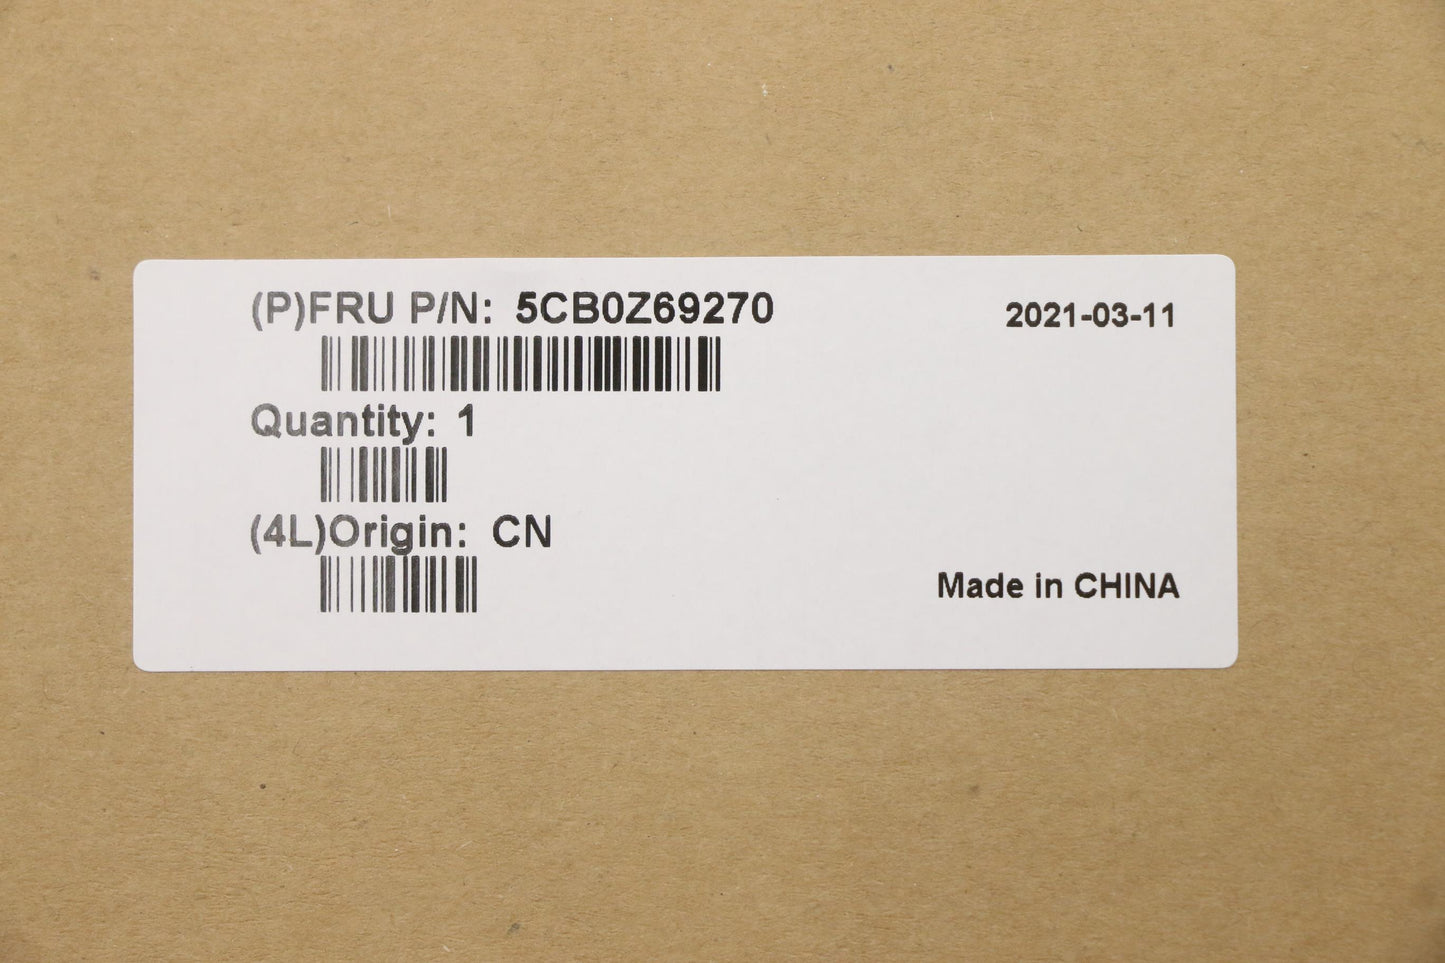 (P)FRU P/N: 5CB0Z69270
2021-03-11
Quantity: 1
(4L)Origin: CN
Made in CHINA